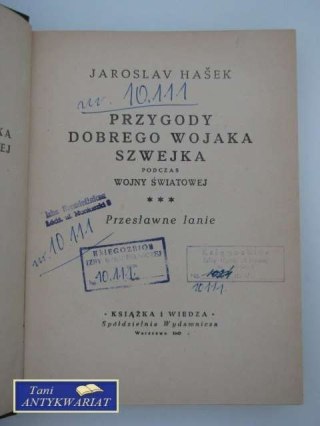 JAROSLAV HAŠEK
nr. 10.111
PRZYGODY
DOBREGO WOJAKA
SZWEJKA
PODCZAS
WOJNY ŚWIATOWEJ
* * *
Przesławne lanie
nr. 10 111
KSIĘGOZBIÓR
10.111
10.111
• KSIĄŻKA I WIEDZA •
Spółdzielnia Wydawnicza
Warszawa
Tani
ANTYKWARIAT